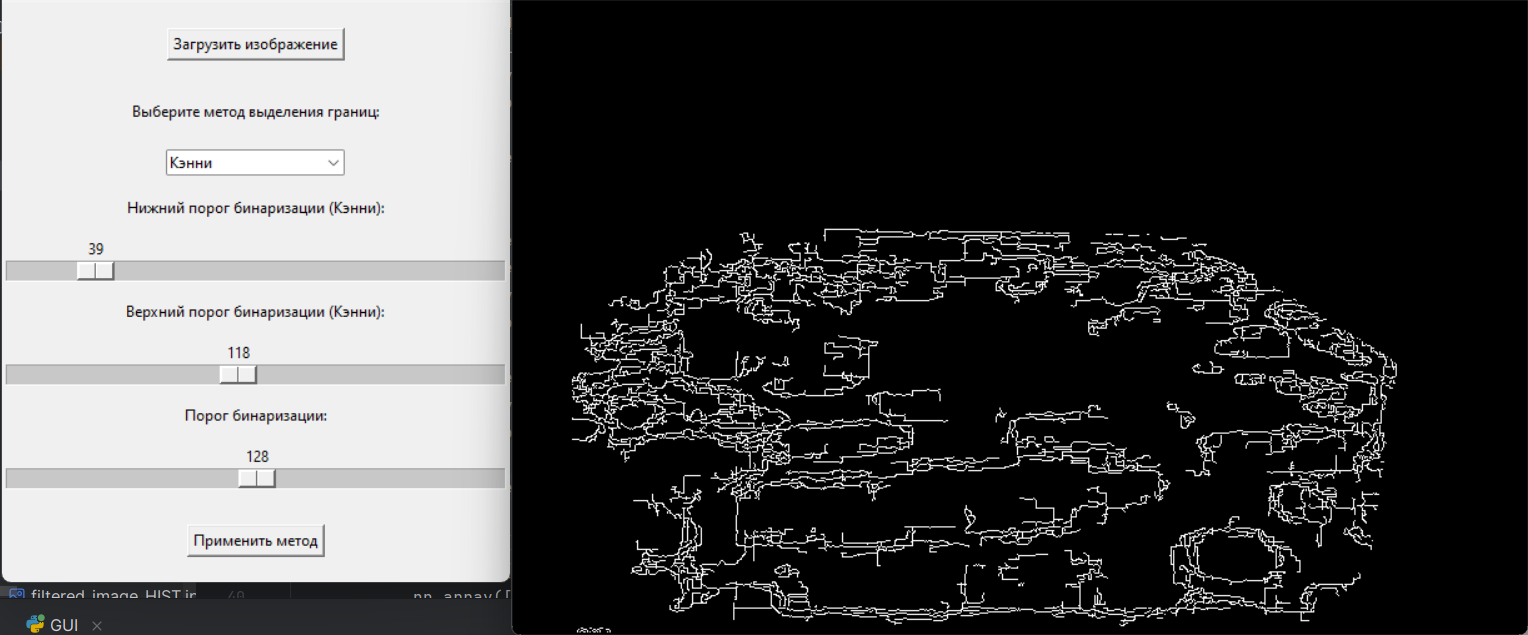 Загрузить изображение
Выберите метод выделения границ:
Кэнни
Нижний порог бинаризации (Кэнни):
39
Верхний порог бинаризации (Кэнни):
118
Порог бинаризации:
128
Применить метод
GUI